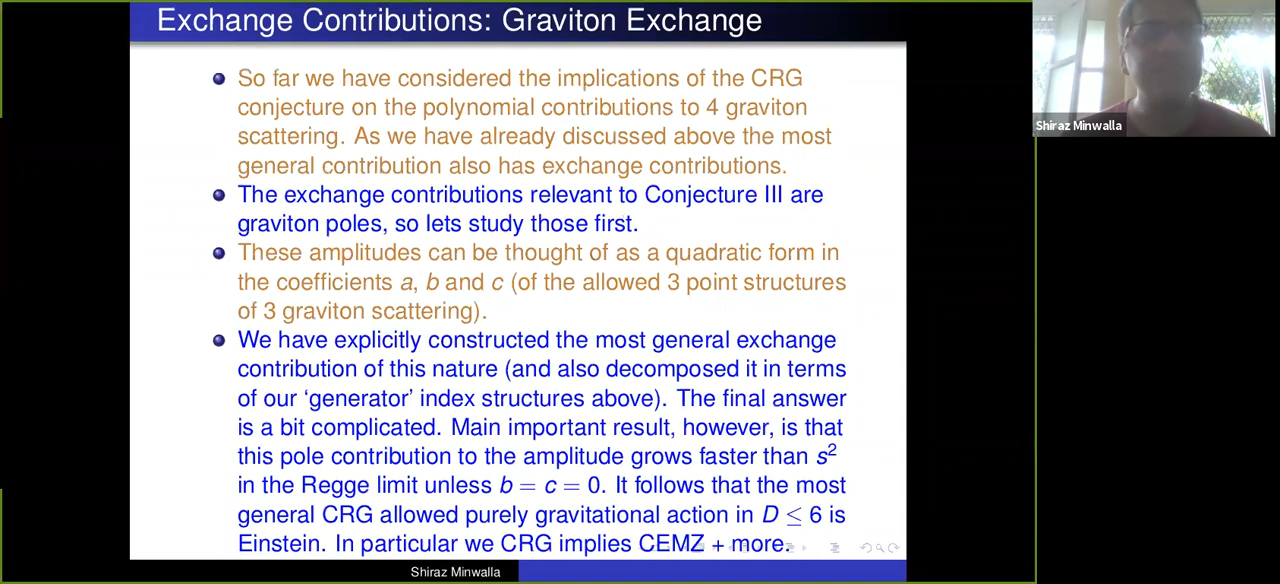 Exchange Contributions: Graviton Exchange
So far we have considered the implications of the CRG
conjecture on the polynomial contributions to 4 graviton
scattering. As we have already discussed above the most
general contribution also has exchange contributions.
The exchange contributions relevant to Conjecture III are
graviton poles, so lets study those first.
These amplitudes can be thought of as a quadratic form in
the coefficients a, b and c (of the allowed 3 point structures
of 3 graviton scattering).
We have explicitly constructed the most general exchange
contribution of this nature (and also decomposed it in terms
of our ‘generator’ index structures above). The final answer
is a bit complicated. Main important result, however, is that
this pole contribution to the amplitude grows faster than s²
in the Regge limit unless b = c = 0. It follows that the most
general CRG allowed purely gravitational action in D ≤ 6 is
Einstein. In particular we CRG implies CEMZ + more.
Shiraz Minwalla
Shiraz Minwalla